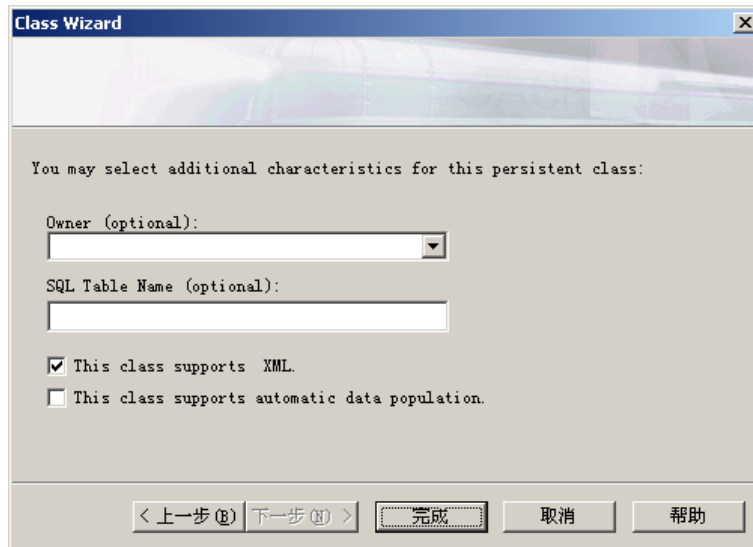 Class Wizard
You may select additional characteristics for this persistent class:
Owner (optional):
SQL Table Name (optional):
This class supports XML.
This class supports automatic data population.
< 上一步(B) 下一步(N) > 完成 取消 帮助